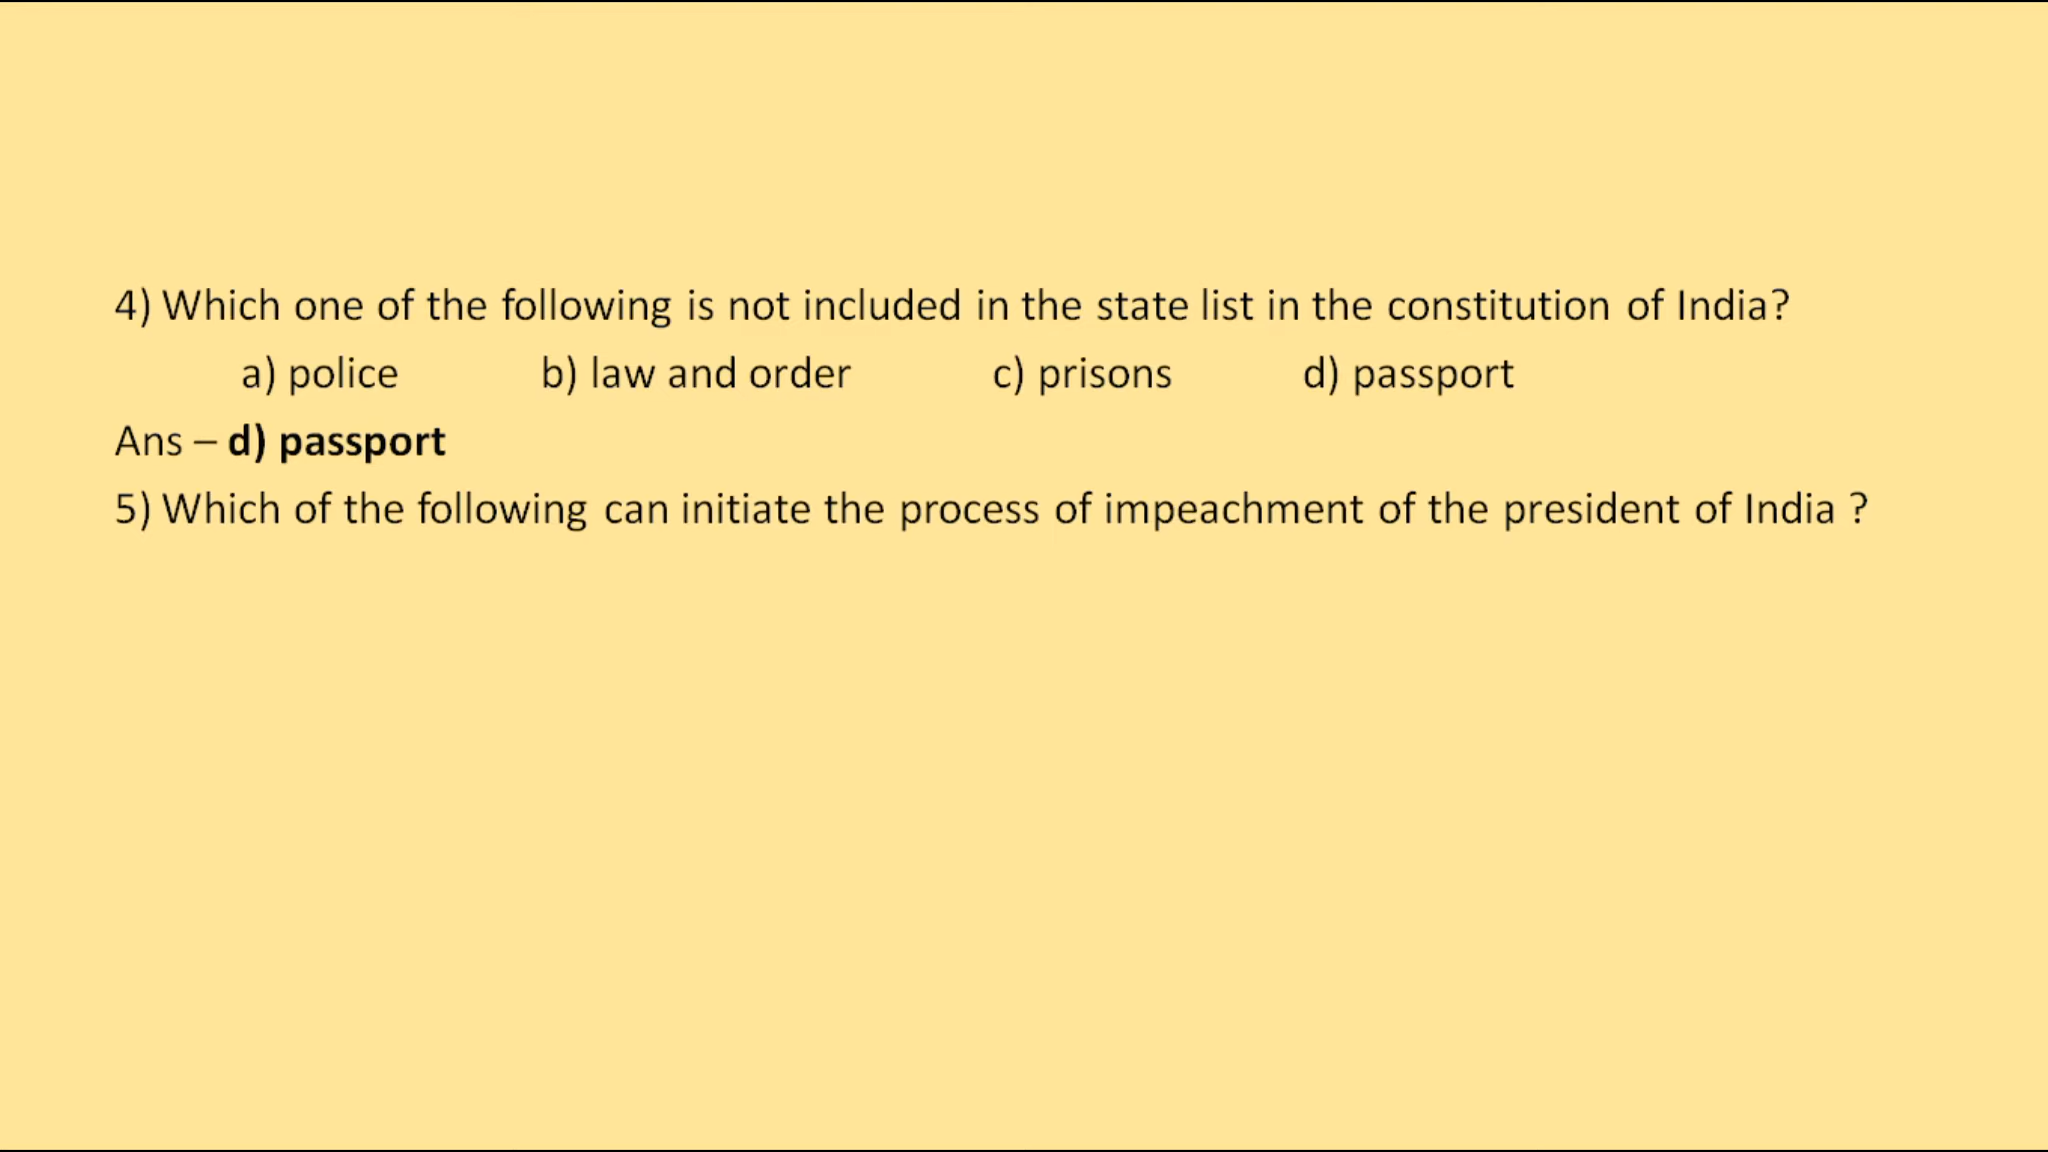 4) Which one of the following is not included in the state list in the constitution of India?
a) police b) law and order c) prisons d) passport
Ans – d) passport
5) Which of the following can initiate the process of impeachment of the president of India ?